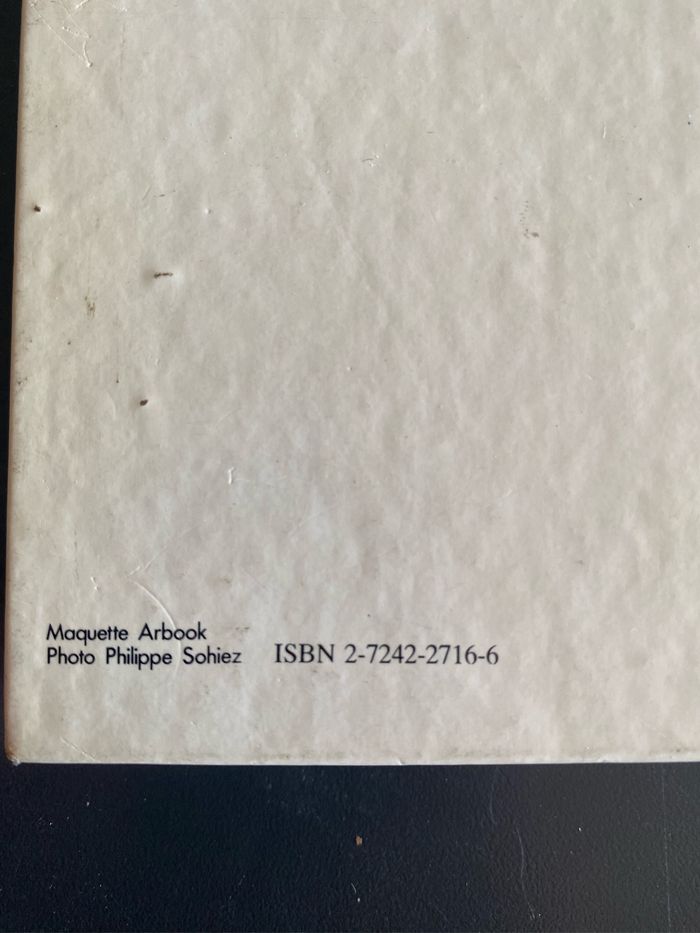 Maquette Arbook
Photo Philippe Sohiez
ISBN 2-7242-2716-6